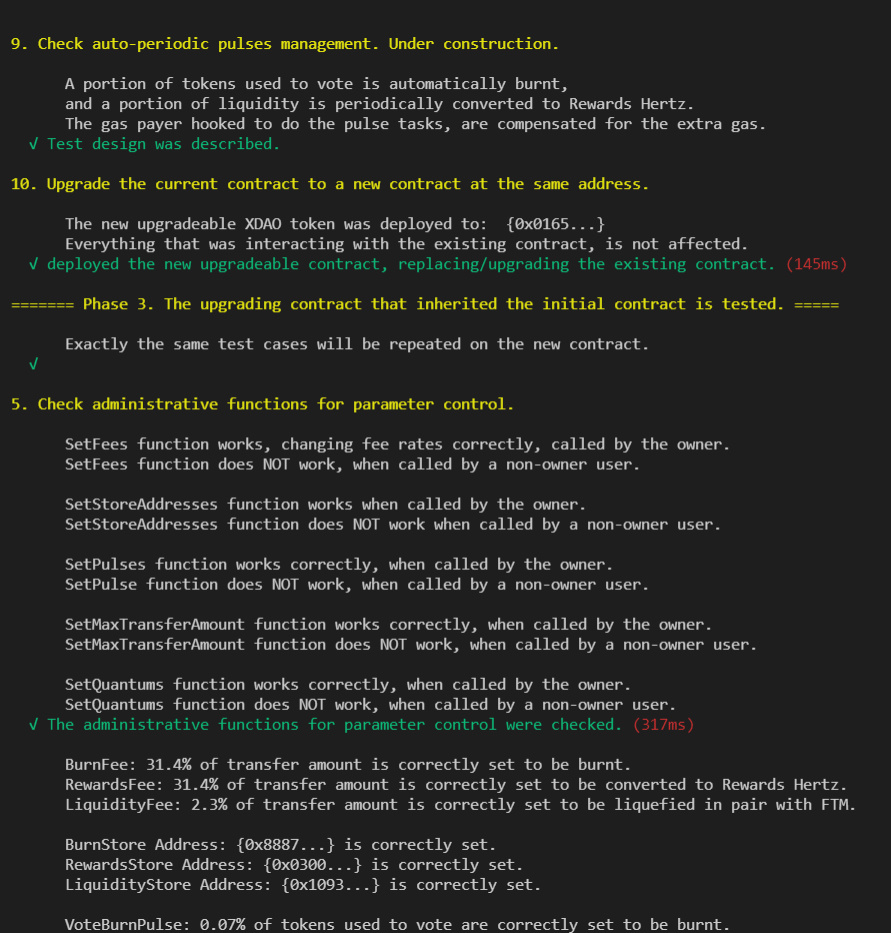 9. Check auto-periodic pulses management. Under construction.
A portion of tokens used to vote is automatically burnt,
and a portion of liquidity is periodically converted to Rewards Hertz.
The gas payer hooked to do the pulse tasks, are compensated for the extra gas.
√ Test design was described.
10. Upgrade the current contract to a new contract at the same address.
The new upgradeable XDAO token was deployed to:  {0x0165...}
Everything that was interacting with the existing contract, is not affected.
√ deployed the new upgradeable contract, replacing/upgrading the existing contract. (145ms)
======= Phase 3. The upgrading contract that inherited the initial contract is tested. =====
Exactly the same test cases will be repeated on the new contract.
√
5. Check administrative functions for parameter control.
SetFees function works, changing fee rates correctly, called by the owner.
SetFees function does NOT work, when called by a non-owner user.
SetStoreAddresses function works when called by the owner.
SetStoreAddresses function does NOT work when called by a non-owner user.
SetPulses function works correctly, when called by the owner.
SetPulse function does NOT work, when called by a non-owner user.
SetMaxTransferAmount function works correctly, when called by the owner.
SetMaxTransferAmount function does NOT work, when called by a non-owner user.
SetQuantums function works correctly, when called by the owner.
SetQuantums function does NOT work, when called by a non-owner user.
√ The administrative functions for parameter control were checked. (317ms)
BurnFee: 31.4% of transfer amount is correctly set to be burnt.
RewardsFee: 31.4% of transfer amount is correctly set to be converted to Rewards Hertz.
LiquidityFee: 2.3% of transfer amount is correctly set to be liquefied in pair with FTM.
BurnStore Address: {0x8887...} is correctly set.
RewardsStore Address: {0x0300...} is correctly set.
LiquidityStore Address: {0x1093...} is correctly set.
VoteBurnPulse: 0.07% of tokens used to vote are correctly set to be burnt.